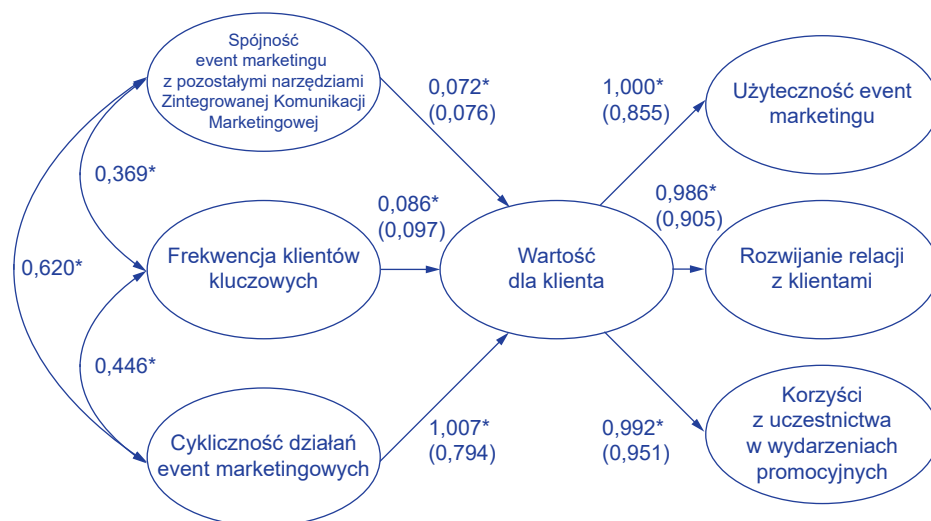 Spójność
event marketingu
z pozostałymi narzędziami
Zintegrowanej Komunikacji
Marketingowej
0,072*
(0,076)
1,000*
(0,855)
Użyteczność event
marketingu
0,369*
0,086*
(0,097)
0,986*
(0,905)
0,620*
Frekwencja klientów
kluczowych
Wartość
dla klienta
Rozwijanie relacji
z klientami
0,446*
Cykliczność działań
event marketingowych
1,007*
(0,794)
0,992*
(0,951)
Korzyści
z uczestnictwa
w wydarzeniach
promocyjnych